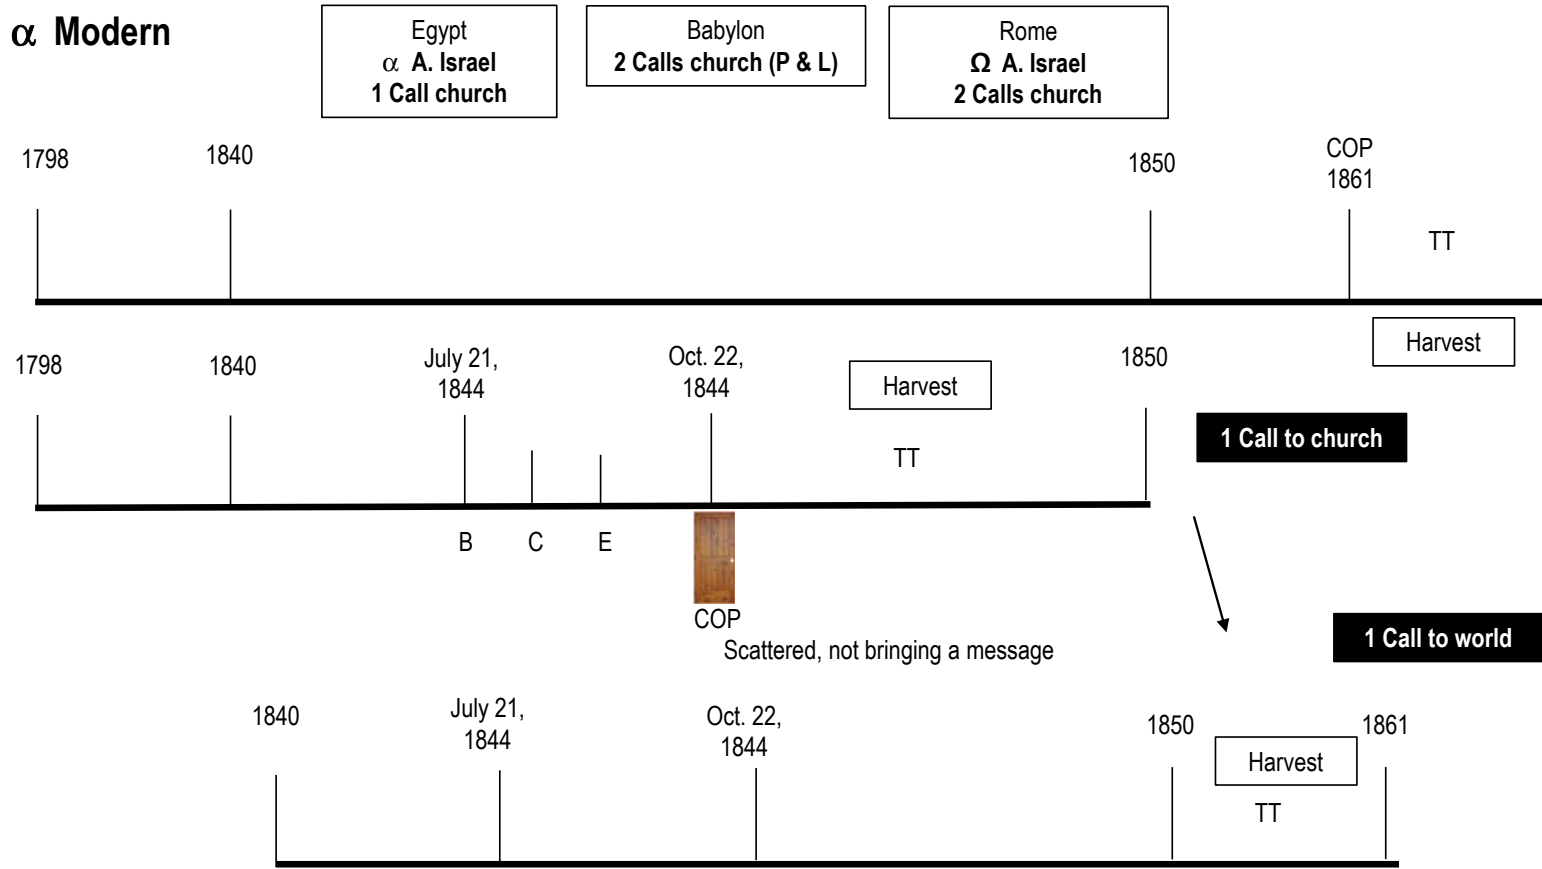 α Modern
Egypt
α A. Israel
1 Call church
Babylon
2 Calls church (P & L)
Rome
Ω A. Israel
2 Calls church
1798
1840
1850
COP
1861
TT
Harvest
1798
1840
July 21,
1844
Oct. 22,
1844
Harvest
1850
TT
1 Call to church
B
C
E
COP
Scattered, not bringing a message
1 Call to world
1840
July 21,
1844
Oct. 22,
1844
1850
1861
Harvest
TT